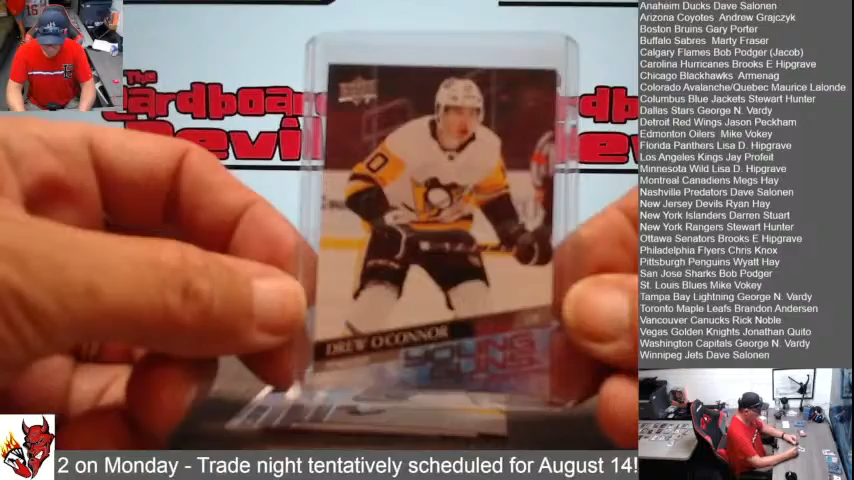 The
Cardboard
Devil
DREW O'CONNOR
YOUNG
GUNS
Anaheim Ducks Dave Salonen
Arizona Coyotes Andrew Grajczyk
Boston Bruins Gary Porter
Buffalo Sabres Marty Fraser
Calgary Flames Bob Podger (Jacob)
Carolina Hurricanes Brooks E Hipgrave
Chicago Blackhawks Armenag
Colorado Avalanche/Quebec Maurice Lalonde
Columbus Blue Jackets Stewart Hunter
Dallas Stars George N. Vardy
Detroit Red Wings Jason Peckham
Edmonton Oilers Mike Vokey
Florida Panthers Lisa D. Hipgrave
Los Angeles Kings Jay Profeit
Minnesota Wild Lisa D. Hipgrave
Montreal Canadiens Megs Hay
Nashville Predators Dave Salonen
New Jersey Devils Ryan Hay
New York Islanders Darren Stuart
New York Rangers Stewart Hunter
Ottawa Senators Brooks E Hipgrave
Philadelphia Flyers Chris Knox
Pittsburgh Penguins Wyatt Hay
San Jose Sharks Bob Podger
St. Louis Blues Mike Vokey
Tampa Bay Lightning George N. Vardy
Toronto Maple Leafs Brandon Andersen
Vancouver Canucks Rick Noble
Vegas Golden Knights Jonathan Quito
Washington Capitals George N. Vardy
Winnipeg Jets Dave Salonen
2 on Monday - Trade night tentatively scheduled for August 14!